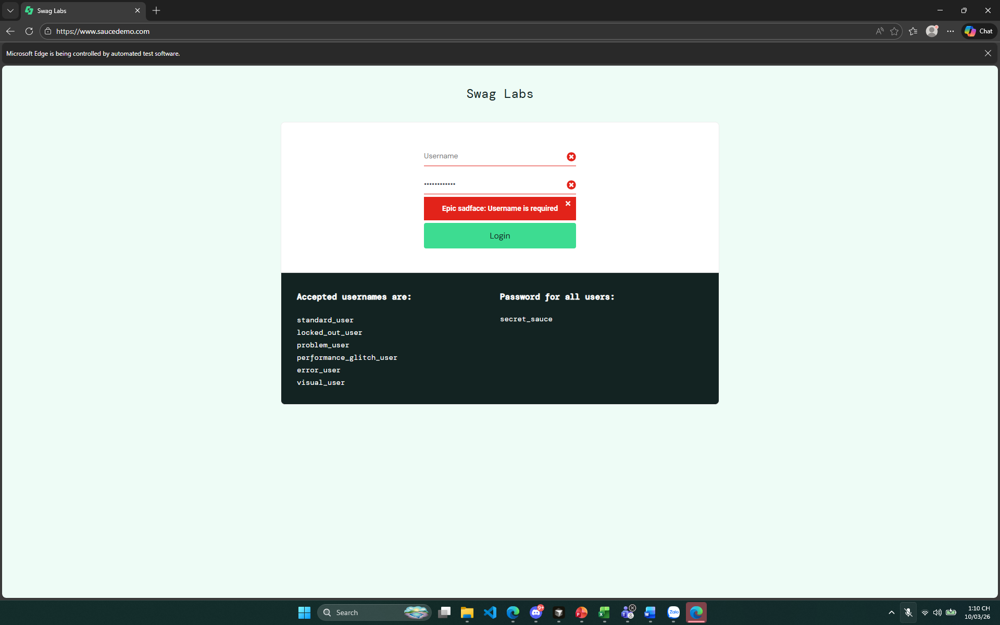 Swag Labs
https://www.saucedemo.com
Chat
Microsoft Edge is being controlled by automated test software.
Swag Labs
Username
••••••••••••
Epic sadface: Username is required
Login
Accepted usernames are:
standard_user
locked_out_user
problem_user
performance_glitch_user
error_user
visual_user
Password for all users:
secret_sauce
Search
9+
Zalo
1:10 CH
10/03/26